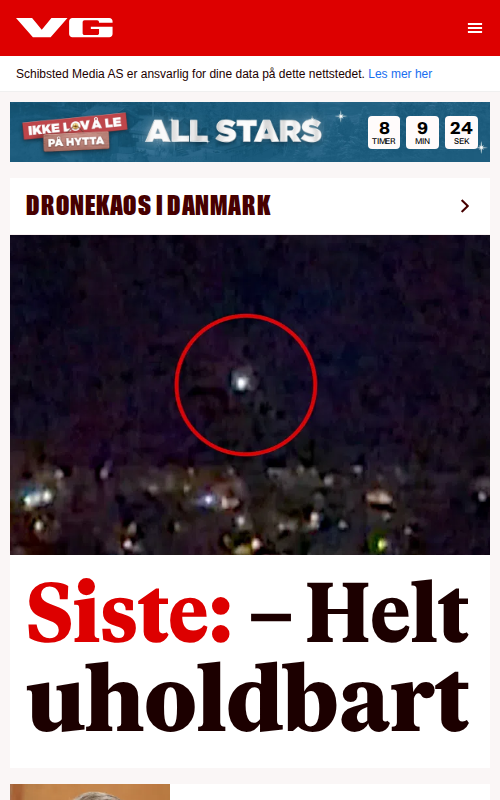 VG
Schibsted Media AS er ansvarlig for dine data på dette nettstedet. Les mer her
IKKE LOV Å LE
PÅ HYTTA
ALL STARS
8 9 24
TIMER MIN SEK
DRONEKAOS I DANMARK
Siste: – Helt
uholdbart